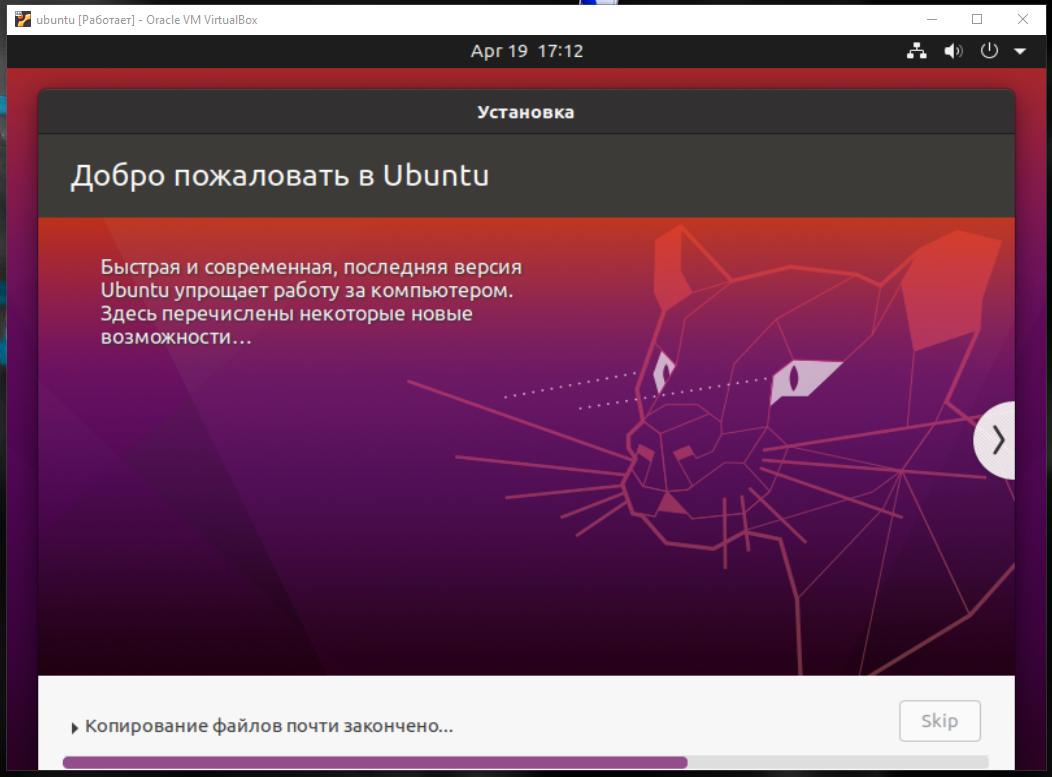 ubuntu [Работает] - Oracle VM VirtualBox
Apr 19 17:12
Установка
Добро пожаловать в Ubuntu
Быстрая и современная, последняя версия
Ubuntu упрощает работу за компьютером.
Здесь перечислены некоторые новые
возможности…
Копирование файлов почти закончено...
Skip